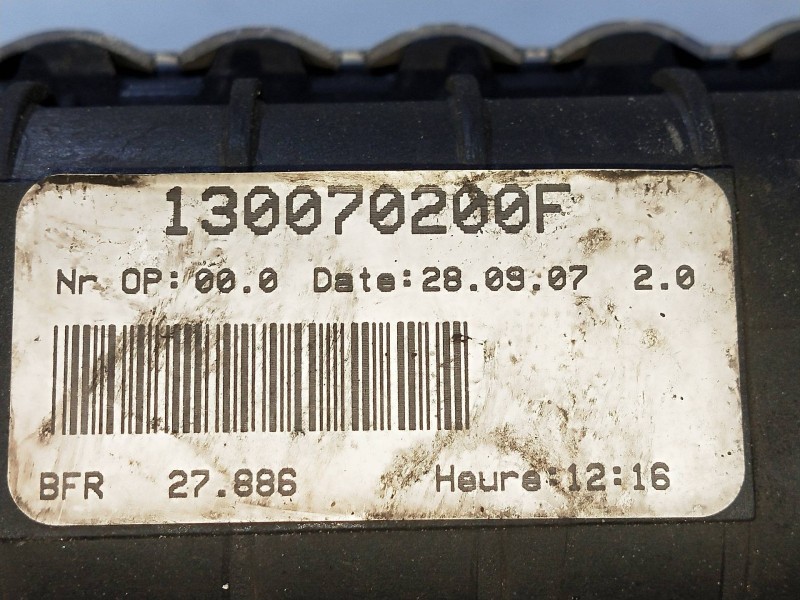 130070200F
Nr OP: 00.0 Date: 28.09.07 2.0
BFR 27.886 Heure:12:16